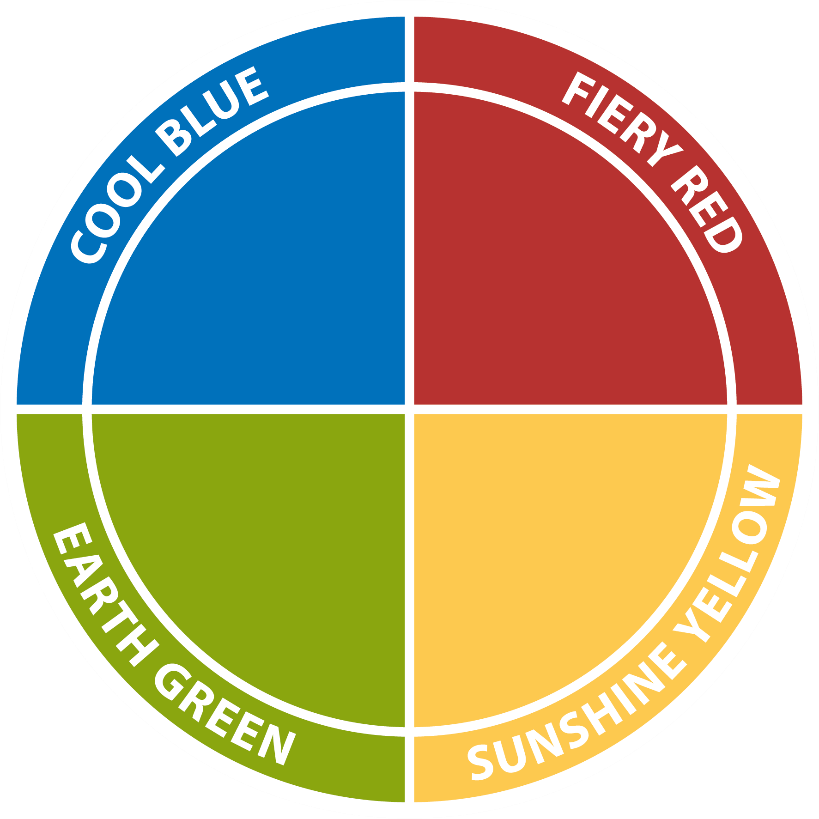 COOL BLUE
FIERY RED
EARTH GREEN
SUNSHINE YELLOW